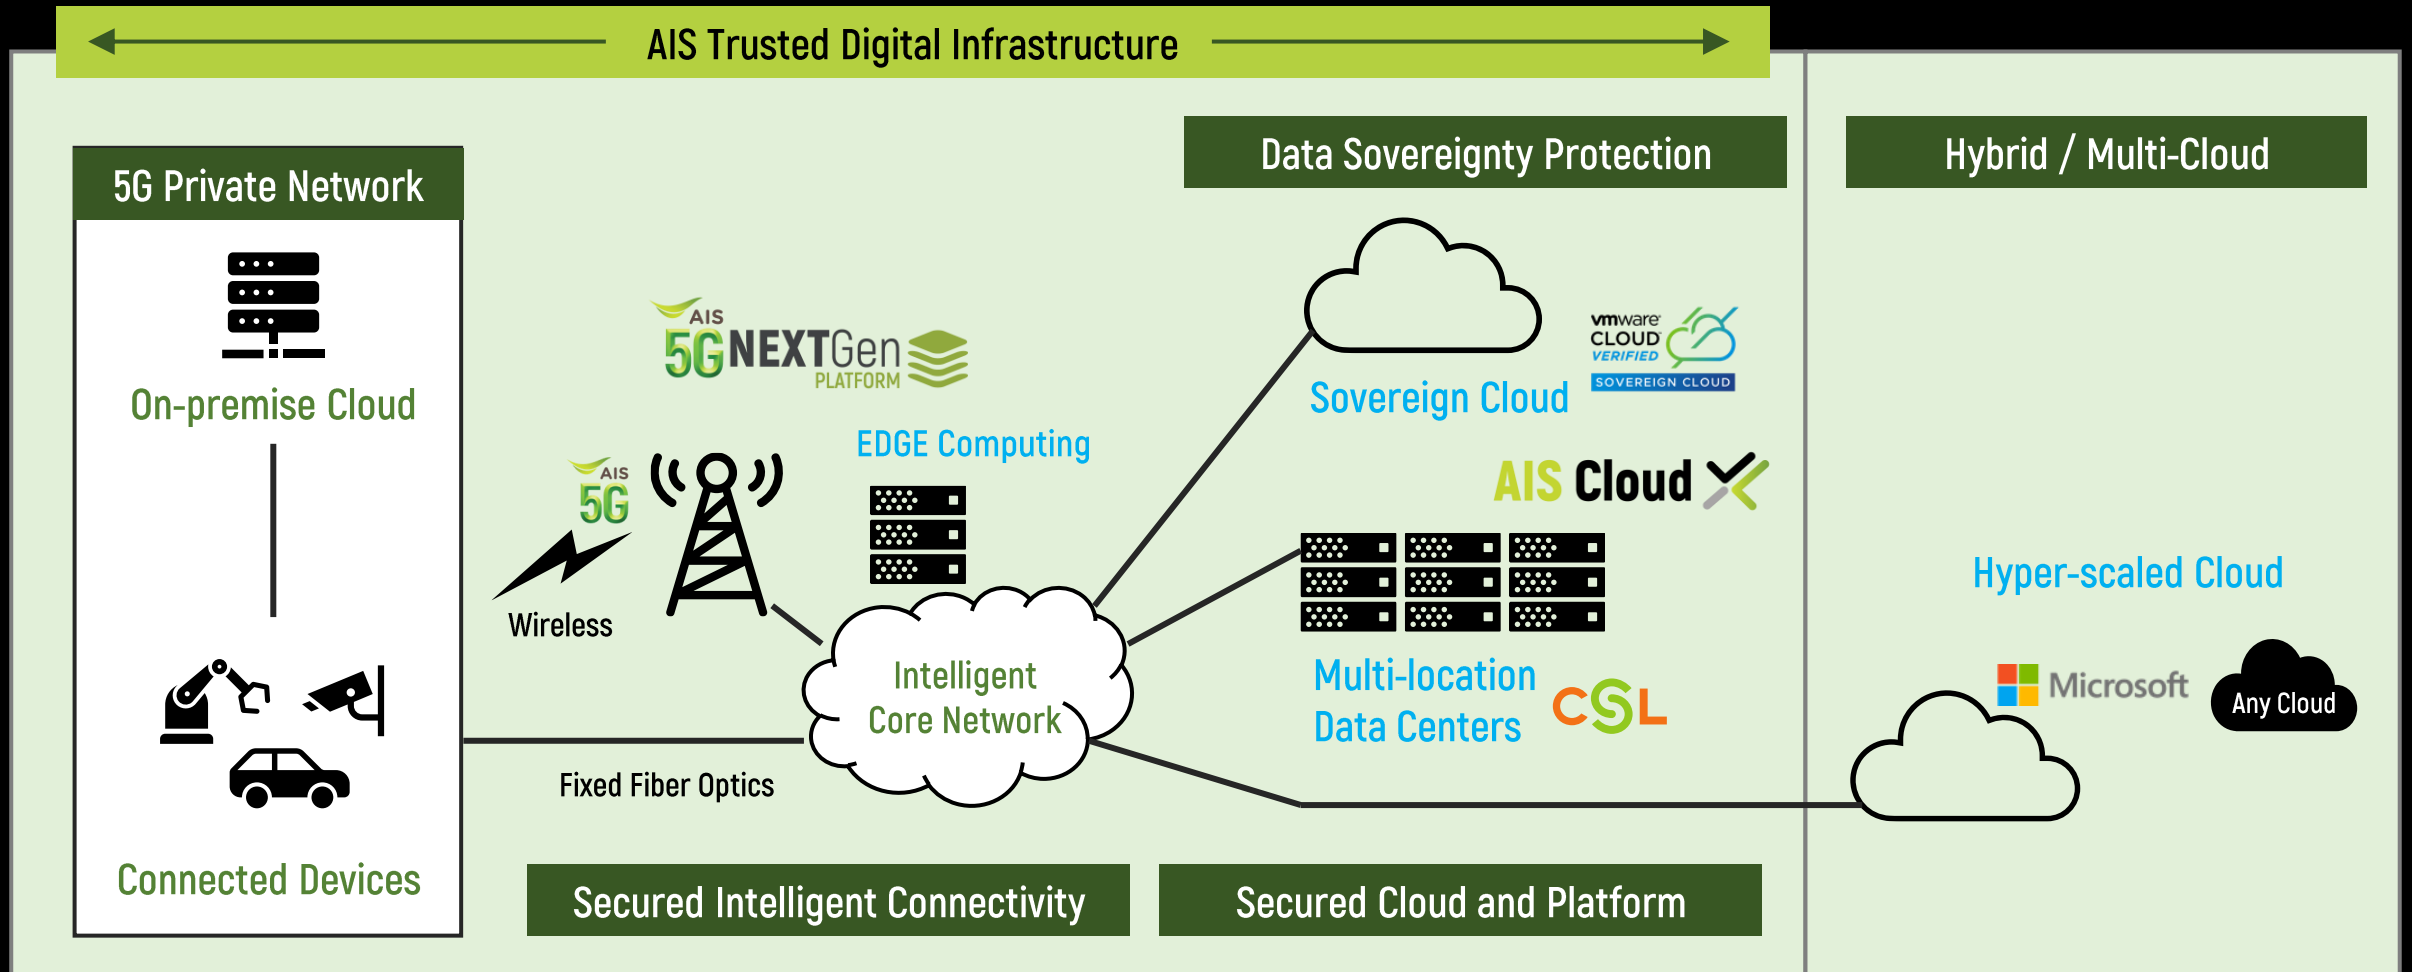 AIS Trusted Digital Infrastructure
5G Private Network
On-premise Cloud
Connected Devices
AIS
5G NEXTGen
PLATFORM
EDGE Computing
AIS
5G
Wireless
Fixed Fiber Optics
Intelligent
Core Network
Secured Intelligent Connectivity
Data Sovereignty Protection
Sovereign Cloud
vmware
CLOUD
VERIFIED
SOVEREIGN CLOUD
AIS Cloud X
Multi-location
Data Centers
CSL
Secured Cloud and Platform
Hybrid / Multi-Cloud
Hyper-scaled Cloud
Microsoft
Any Cloud